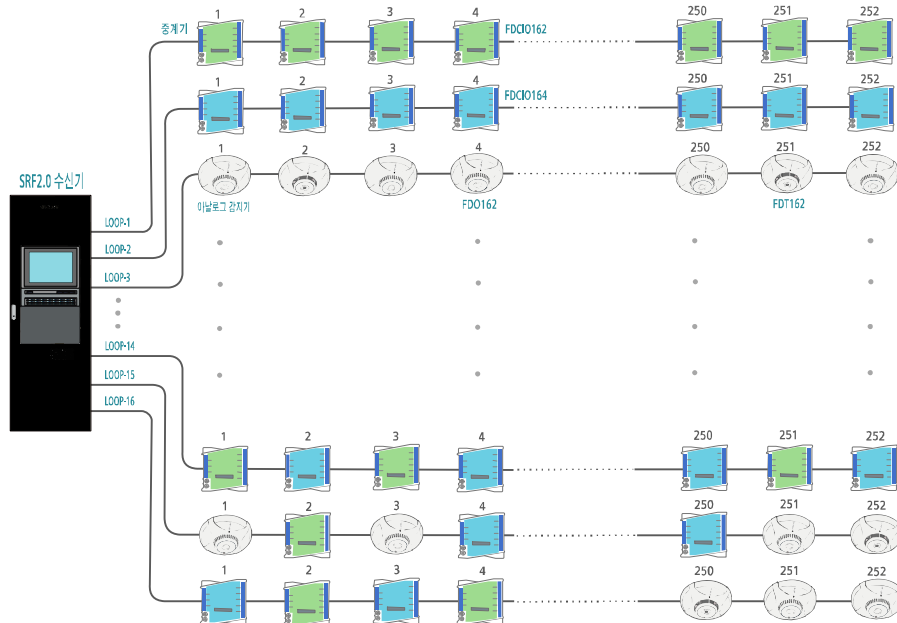 중계기 1 2 3 4 FDCIO162 250 251 252
1 2 3 4 FDCIO164 250 251 252
1 2 3 4 250 251 252
SRF2.0 수신기
아날로그 감지기 FDO162 FDT162
LOOP-1
LOOP-2
LOOP-3
LOOP-14
LOOP-15
LOOP-16
1 2 3 4 250 251 252
1 2 3 4 250 251 252
1 2 3 4 250 251 252